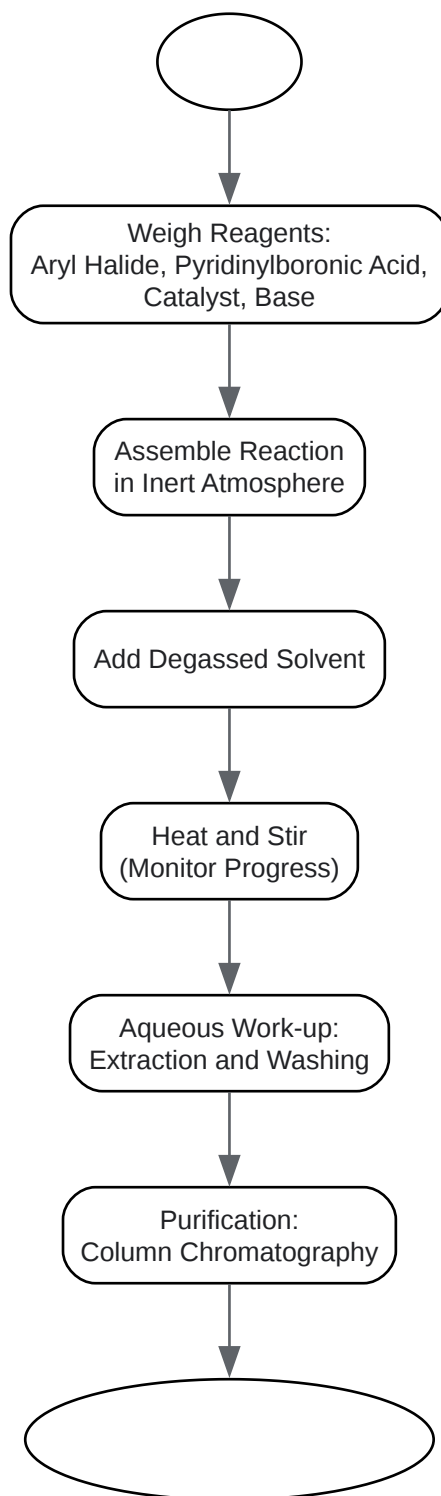 Weigh Reagents:
Aryl Halide, Pyridinylboronic Acid,
Catalyst, Base
Assemble Reaction
in Inert Atmosphere
Add Degassed Solvent
Heat and Stir
(Monitor Progress)
Aqueous Work-up:
Extraction and Washing
Purification:
Column Chromatography